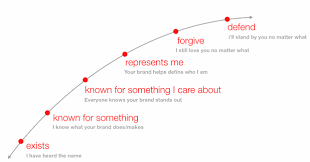 defend
i'll stand by you no matter what
forgive
I still love you no matter what
represents me
Your brand helps define who I am
known for something I care about
Everyone knows your brand stands out
known for something
I know what your brand does/makes
exists
I have heard the name